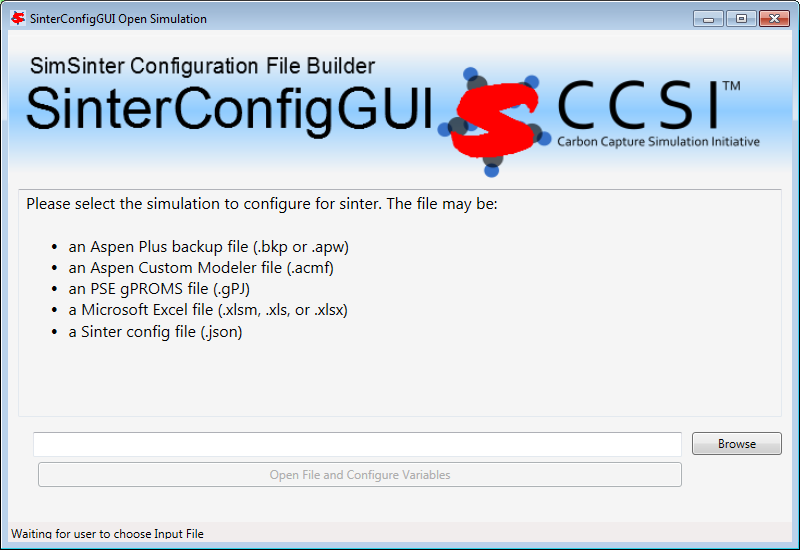 SinterConfigGUI Open Simulation
SimSinter Configuration File Builder
SinterConfigGUI
CCSI™
Carbon Capture Simulation Initiative
Please select the simulation to configure for sinter. The file may be:
• an Aspen Plus backup file (.bkp or .apw)
• an Aspen Custom Modeler file (.acmf)
• an PSE gPROMS file (.gPJ)
• a Microsoft Excel file (.xlsm, .xls, or .xlsx)
• a Sinter config file (.json)
Browse
Open File and Configure Variables
Waiting for user to choose Input File